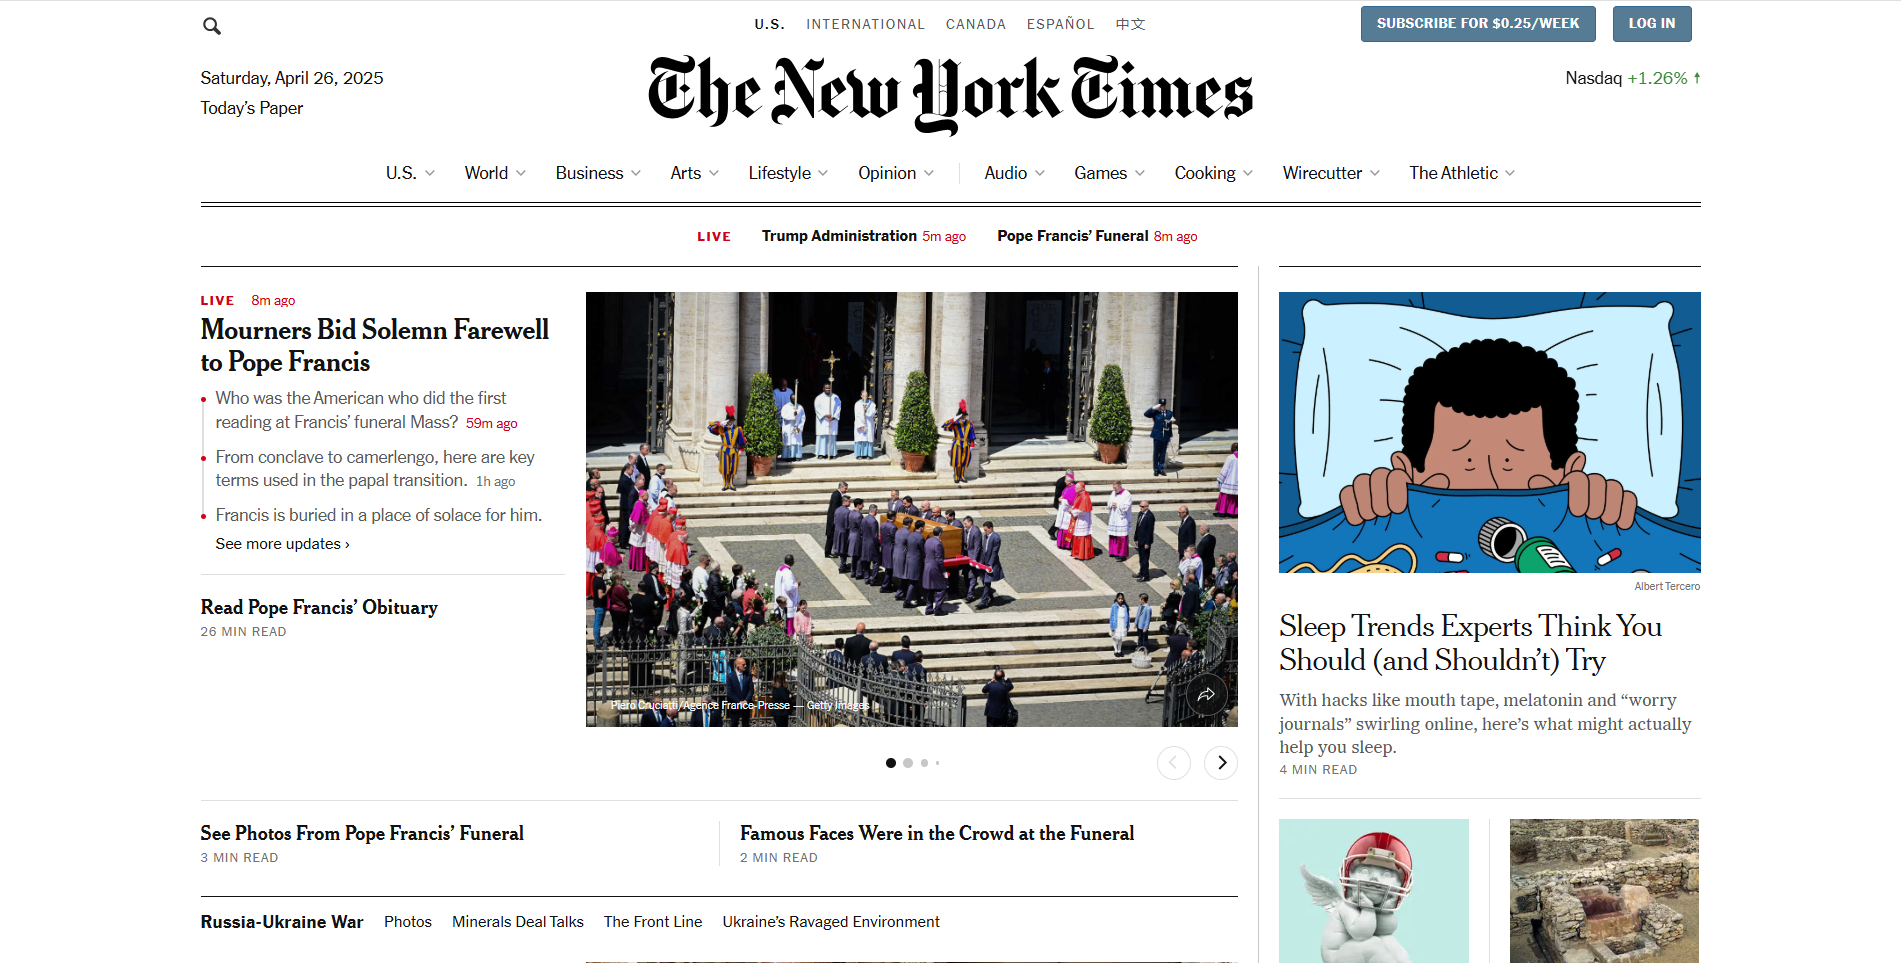 U.S. INTERNATIONAL CANADA ESPAÑOL 中文
SUBSCRIBE FOR $0.25/WEEK LOG IN
Saturday, April 26, 2025
Today's Paper
The New York Times
Nasdaq +1.26% ↑
U.S. World Business Arts Lifestyle Opinion Audio Games Cooking Wirecutter The Athletic
LIVE Trump Administration 5m ago Pope Francis' Funeral 8m ago
LIVE 8m ago
Mourners Bid Solemn Farewell
to Pope Francis
Who was the American who did the first
reading at Francis' funeral Mass? 59m ago
From conclave to camerlengo, here are key
terms used in the papal transition. 1h ago
Francis is buried in a place of solace for him.
See more updates ›
Read Pope Francis' Obituary
26 MIN READ
Piero Cruciatti/Agence France-Presse — Getty Images
See Photos From Pope Francis' Funeral
3 MIN READ
Famous Faces Were in the Crowd at the Funeral
2 MIN READ
Russia-Ukraine War Photos Minerals Deal Talks The Front Line Ukraine's Ravaged Environment
Albert Tercero
Sleep Trends Experts Think You
Should (and Shouldn't) Try
With hacks like mouth tape, melatonin and “worry
journals” swirling online, here's what might actually
help you sleep.
4 MIN READ